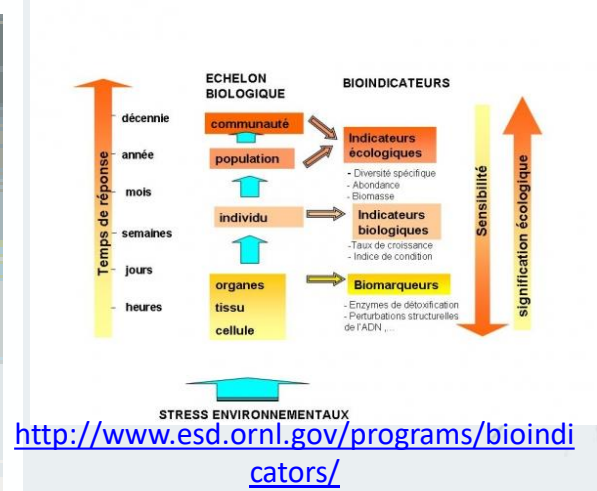 ECHELON
BIOLOGIQUE
BIOINDICATEURS
Temps de réponse
décennie
année
mois
semaines
jours
heures
communauté
population
individu
organes
tissu
cellule
Indicateurs
écologiques
- Diversité spécifique
- Abondance
- Biomasse
Indicateurs
biologiques
-Taux de croissance
- Indice de condition
Biomarqueurs
- Enzymes de détoxification
- Perturbations structurelles
de l'ADN ,...
Sensibilité
signification écologique
STRESS ENVIRONNEMENTAUX
http://www.esd.ornl.gov/programs/bioindi
cators/